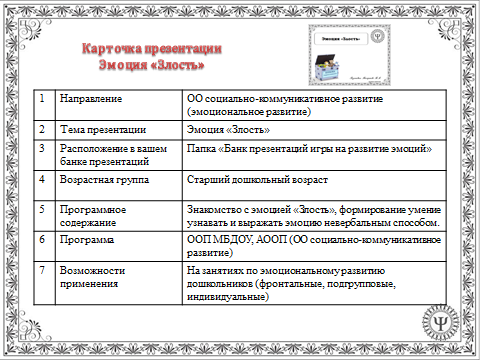 Карточка презентации
Эмоция «Злость»
Эмоция «Злость»
1 Направление ОО социально-коммуникативное развитие
(эмоциональное развитие)
2 Тема презентации Эмоция «Злость»
3 Расположение в вашем Папка «Банк презентаций игры на развитие эмоций»
банке презентаций
4 Возрастная группа Старший дошкольный возраст
5 Программное Знакомство с эмоцией «Злость», формирование умение
содержание узнавать и выражать эмоцию невербальным способом.
6 Программа ООП МБДОУ, АООП (ОО социально-коммуникативное
развитие)
7 Возможности На занятиях по эмоциональному развитию
применения дошкольников (фронтальные, подгрупповые,
индивидуальные)
Ψ